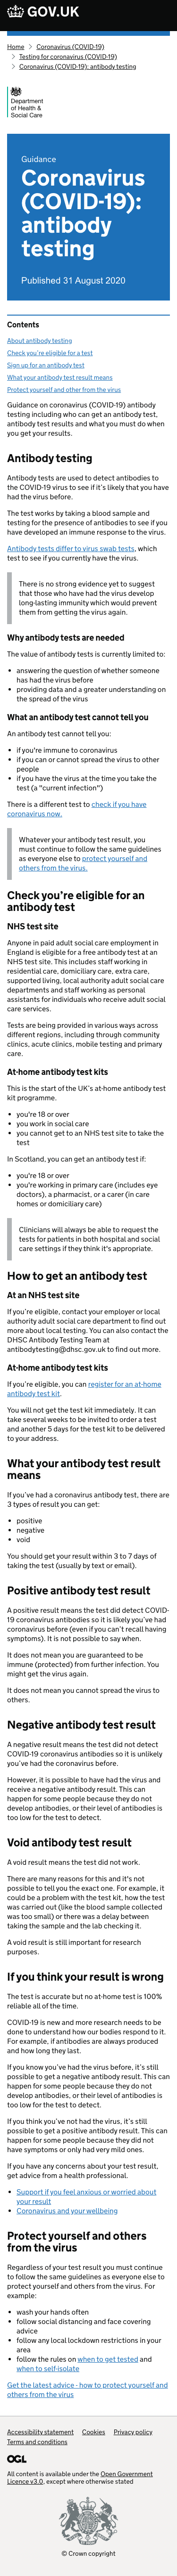 GOV.UK
Home > Coronavirus (COVID-19)
> Testing for coronavirus (COVID-19)
> Coronavirus (COVID-19): antibody testing
Department
of Health &
Social Care
Guidance
Coronavirus
(COVID-19):
antibody
testing
Published 31 August 2020
Contents
About antibody testing
Check you’re eligible for a test
Sign up for an antibody test
What your antibody test result means
Protect yourself and other from the virus
Guidance on coronavirus (COVID-19) antibody
testing including who can get an antibody test,
antibody test results and what you must do when
you get your results.
Antibody testing
Antibody tests are used to detect antibodies to
the COVID-19 virus to see if it’s likely that you have
had the virus before.
The test works by taking a blood sample and
testing for the presence of antibodies to see if you
have developed an immune response to the virus.
Antibody tests differ to virus swab tests, which
test to see if you currently have the virus.
There is no strong evidence yet to suggest
that those who have had the virus develop
long-lasting immunity which would prevent
them from getting the virus again.
Why antibody tests are needed
The value of antibody tests is currently limited to:
• answering the question of whether someone
has had the virus before
• providing data and a greater understanding on
the spread of the virus
What an antibody test cannot tell you
An antibody test cannot tell you:
• if you're immune to coronavirus
• if you can or cannot spread the virus to other
people
• if you have the virus at the time you take the
test (a "current infection")
There is a different test to check if you have
coronavirus now.
Whatever your antibody test result, you
must continue to follow the same guidelines
as everyone else to protect yourself and
others from the virus.
Check you’re eligible for an
antibody test
NHS test site
Anyone in paid adult social care employment in
England is eligible for a free antibody test at an
NHS test site. This includes staff working in
residential care, domiciliary care, extra care,
supported living, local authority adult social care
departments and staff working as personal
assistants for individuals who receive adult social
care services.
Tests are being provided in various ways across
different regions, including through community
clinics, acute clinics, mobile testing and primary
care.
At-home antibody test kits
This is the start of the UK’s at-home antibody test
kit programme.
• you're 18 or over
• you work in social care
• you cannot get to an NHS test site to take the
test
In Scotland, you can get an antibody test if:
• you're 18 or over
• you're working in primary care (includes eye
doctors), a pharmacist, or a carer (in care
homes or domiciliary care)
Clinicians will always be able to request the
tests for patients in both hospital and social
care settings if they think it's appropriate.
How to get an antibody test
At an NHS test site
If you’re eligible, contact your employer or local
authority adult social care department to find out
more about local testing. You can also contact the
DHSC Antibody Testing Team at
antibodytesting@dhsc.gov.uk to find out more.
At-home antibody test kits
If you’re eligible, you can register for an at-home
antibody test kit.
You will not get the test kit immediately. It can
take several weeks to be invited to order a test
and another 5 days for the test kit to be delivered
to your address.
What your antibody test result
means
If you’ve had a coronavirus antibody test, there are
3 types of result you can get:
• positive
• negative
• void
You should get your result within 3 to 7 days of
taking the test (usually by text or email).
Positive antibody test result
A positive result means the test did detect COVID-
19 coronavirus antibodies so it is likely you've had
coronavirus before (even if you can’t recall having
symptoms). It is not possible to say when.
It does not mean you are guaranteed to be
immune (protected) from further infection. You
might get the virus again.
It does not mean you cannot spread the virus to
others.
Negative antibody test result
A negative result means the test did not detect
COVID-19 coronavirus antibodies so it is unlikely
you've had the coronavirus before.
However, it is possible to have had the virus and
receive a negative antibody result. This can
happen for some people because they do not
develop antibodies, or their level of antibodies is
too low for the test to detect.
Void antibody test result
A void result means the test did not work.
There are many reasons for this and it's not
possible to tell you the exact one. For example, it
could be a problem with the test kit, how the test
was carried out (like the blood sample collected
was too small) or there was a delay between
taking the sample and the lab checking it.
A void result is still important for research
purposes.
If you think your result is wrong
The test is accurate but no at-home test is 100%
reliable all of the time.
COVID-19 is new and more research needs to be
done to understand how our bodies respond to it.
For example, if antibodies are always produced
and how long they last.
If you know you’ve had the virus before, it’s still
possible to get a negative antibody result. This can
happen for some people because they do not
develop antibodies, or their level of antibodies is
too low for the test to detect.
If you think you’ve not had the virus, it’s still
possible to get a positive antibody result. This can
happen for some people because they did not
have symptoms or only had very mild ones.
If you have any concerns about your test result,
get advice from a health professional.
• Support if you feel anxious or worried about
your result
• Coronavirus and your wellbeing
Protect yourself and others
from the virus
Regardless of your test result you must continue
to follow the same guidelines as everyone else to
protect yourself and others from the virus. For
example:
• wash your hands often
• follow social distancing and face covering
advice
• follow any local lockdown restrictions in your
area
• follow the rules on when to get tested and
when to self-isolate
Get the latest advice - how to protect yourself and
others from the virus
Accessibility statement Cookies Privacy policy
Terms and conditions
OGL
All content is available under the Open Government
Licence v3.0, except where otherwise stated
© Crown copyright